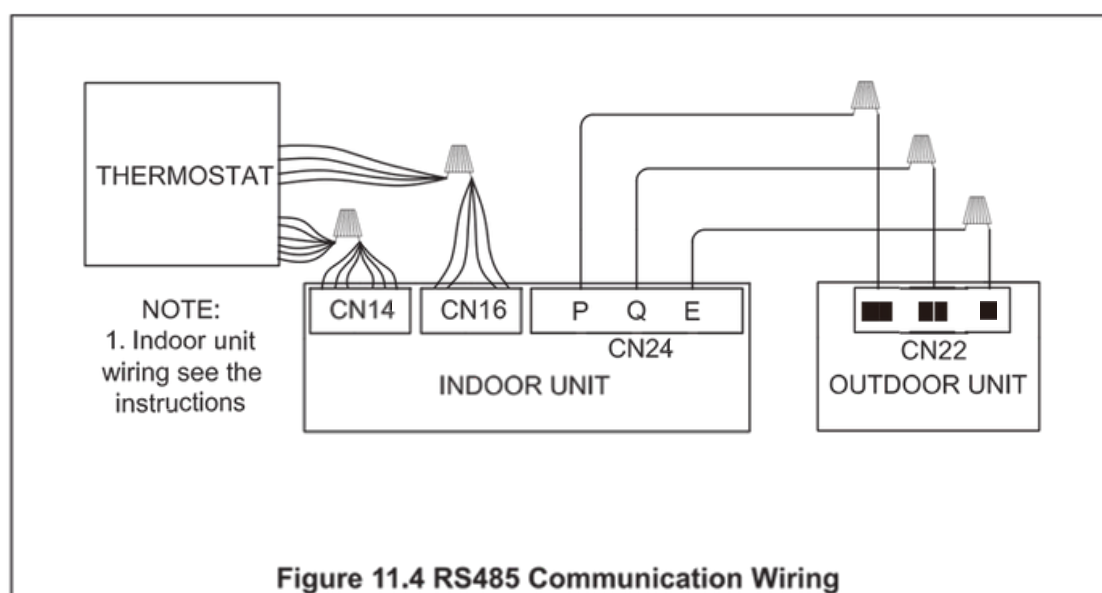 THERMOSTAT
NOTE:
1. Indoor unit
wiring see the
instructions
CN14
CN16
P Q E
CN24
INDOOR UNIT
CN22
OUTDOOR UNIT
Figure 11.4 RS485 Communication Wiring